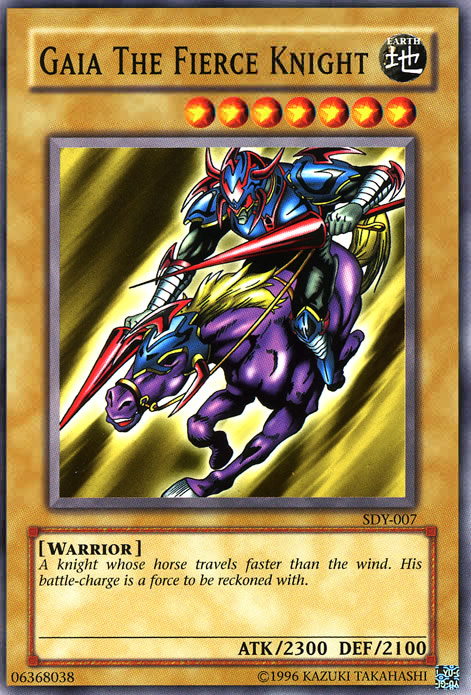 GAIA THE FIERCE KNIGHT
EARTH
地
SDY-007
[WARRIOR]
A knight whose horse travels faster than the wind. His
battle-charge is a force to be reckoned with.
ATK/2300 DEF/2100
06368038
©1996 KAZUKI TAKAHASHI